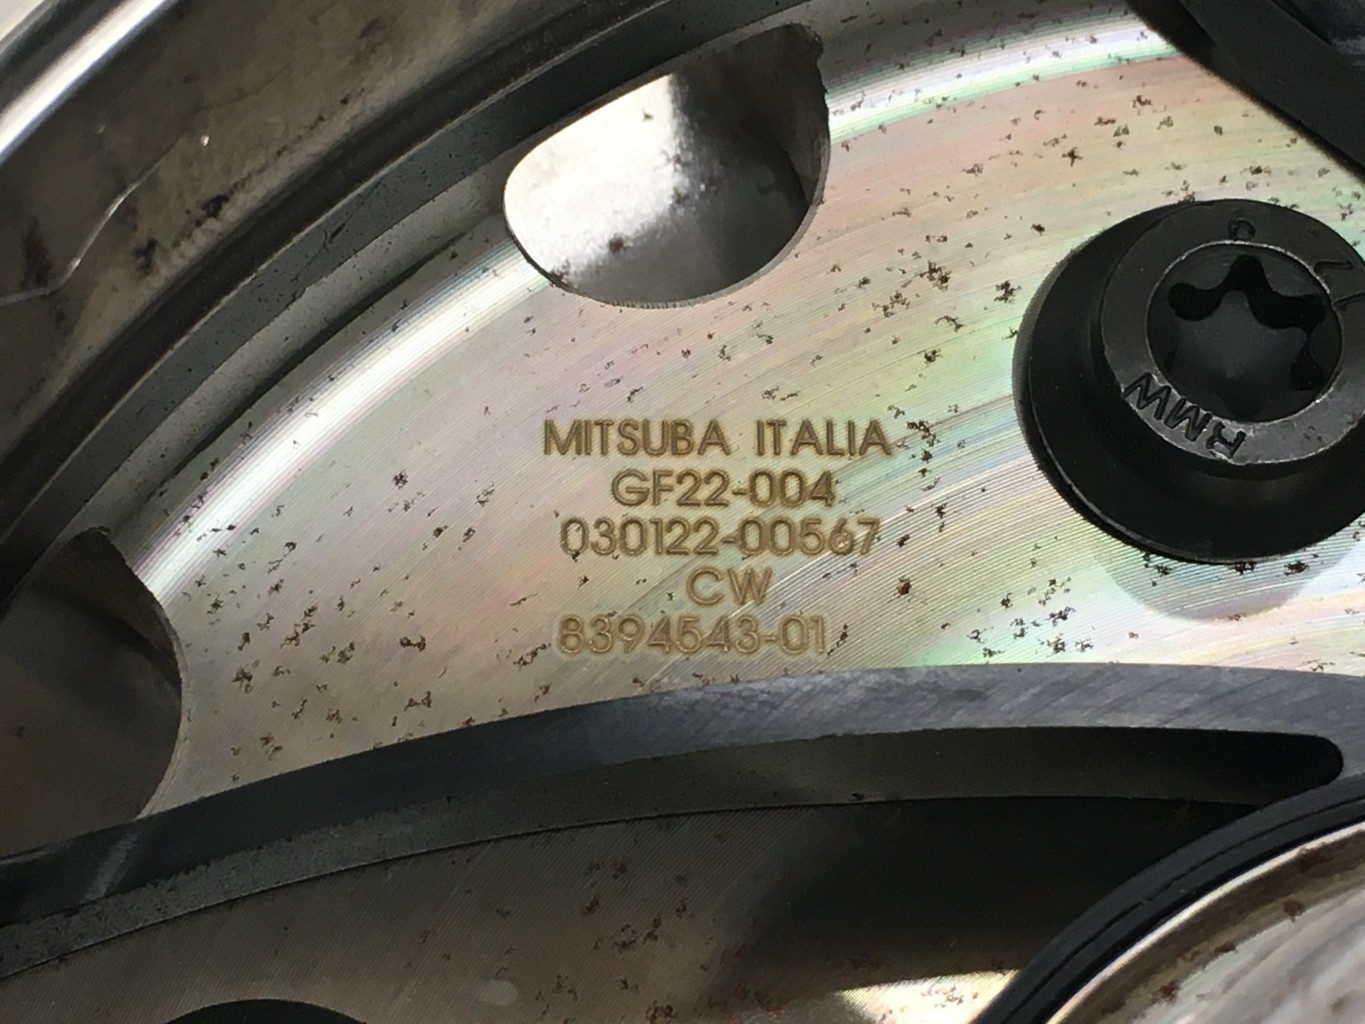 MITSUBA ITALIA
GF22-004
030122-00567
CW
8394543-01
RMW